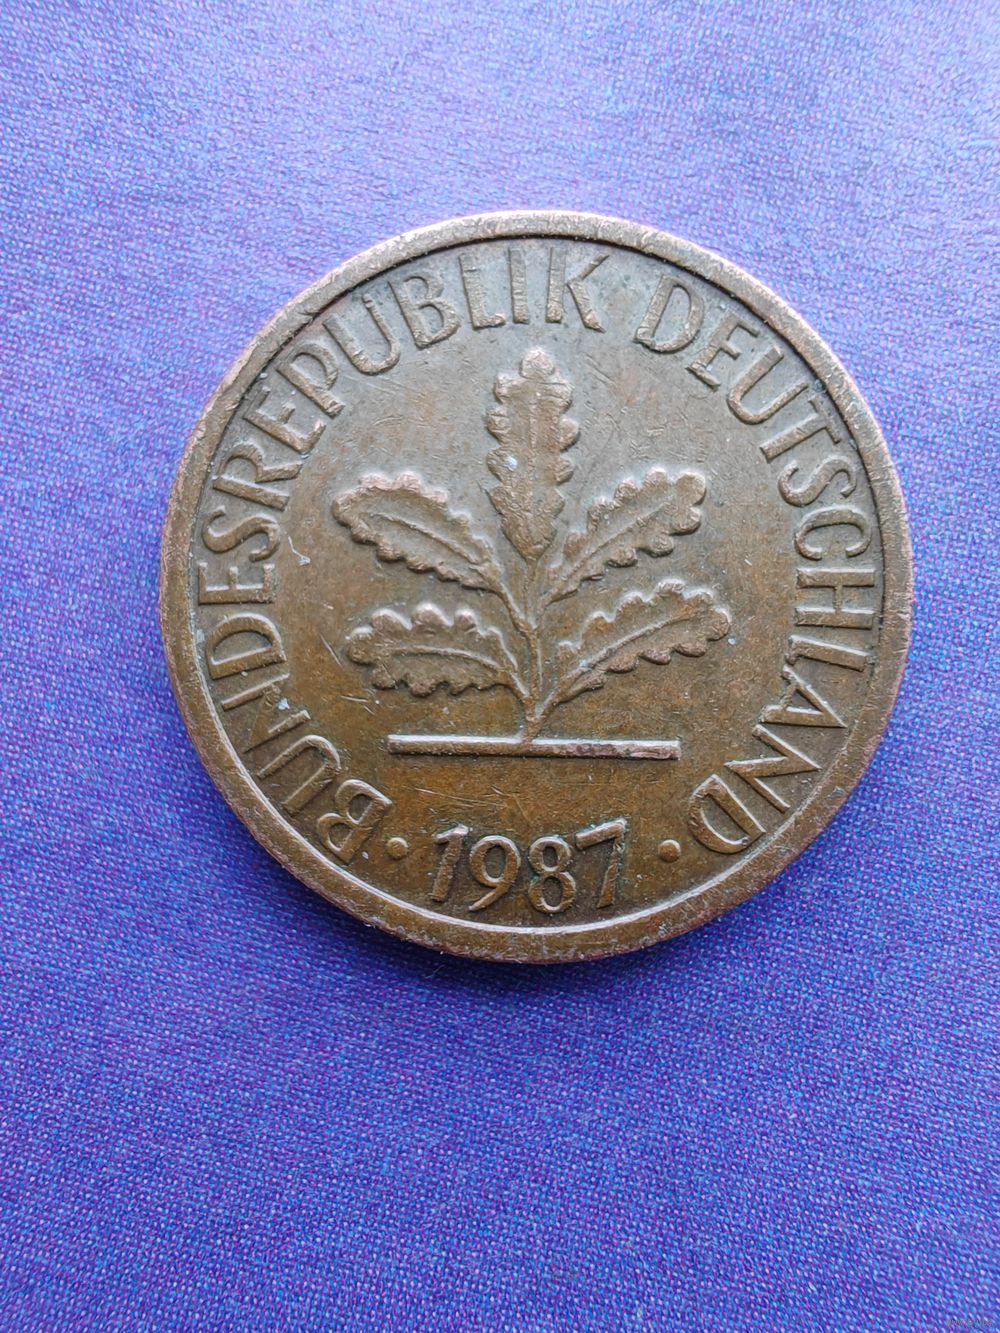 BUNDESREPUBLIK DEUTSCHLAND
· 1987 ·